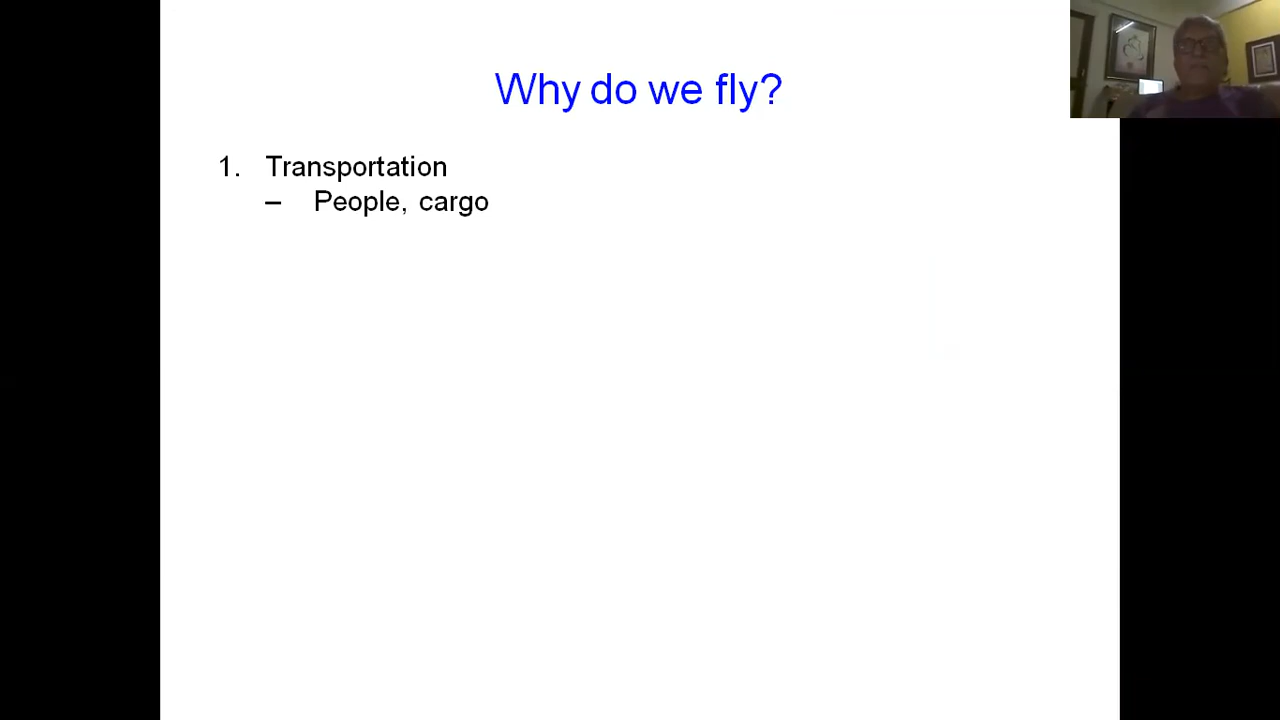 Why do we fly?
1. Transportation
– People, cargo